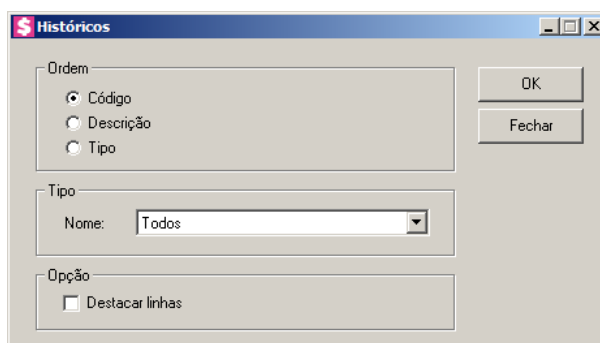 Históricos
Ordem
Código
Descrição
Tipo
OK
Fechar
Tipo
Nome: Todos
Opção
Destacar linhas